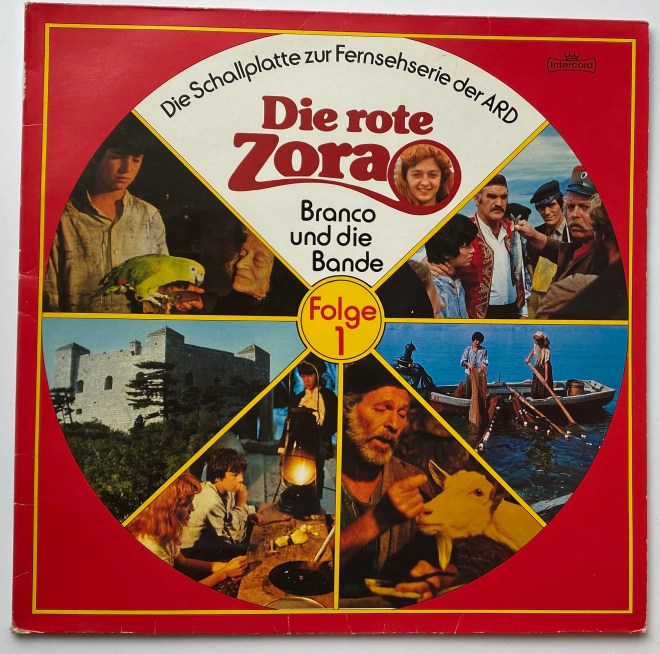 Die Schallplatte zur Fernsehserie der ARD
Intercord
Die rote
Zora
Branco
und die
Bande
Folge
1